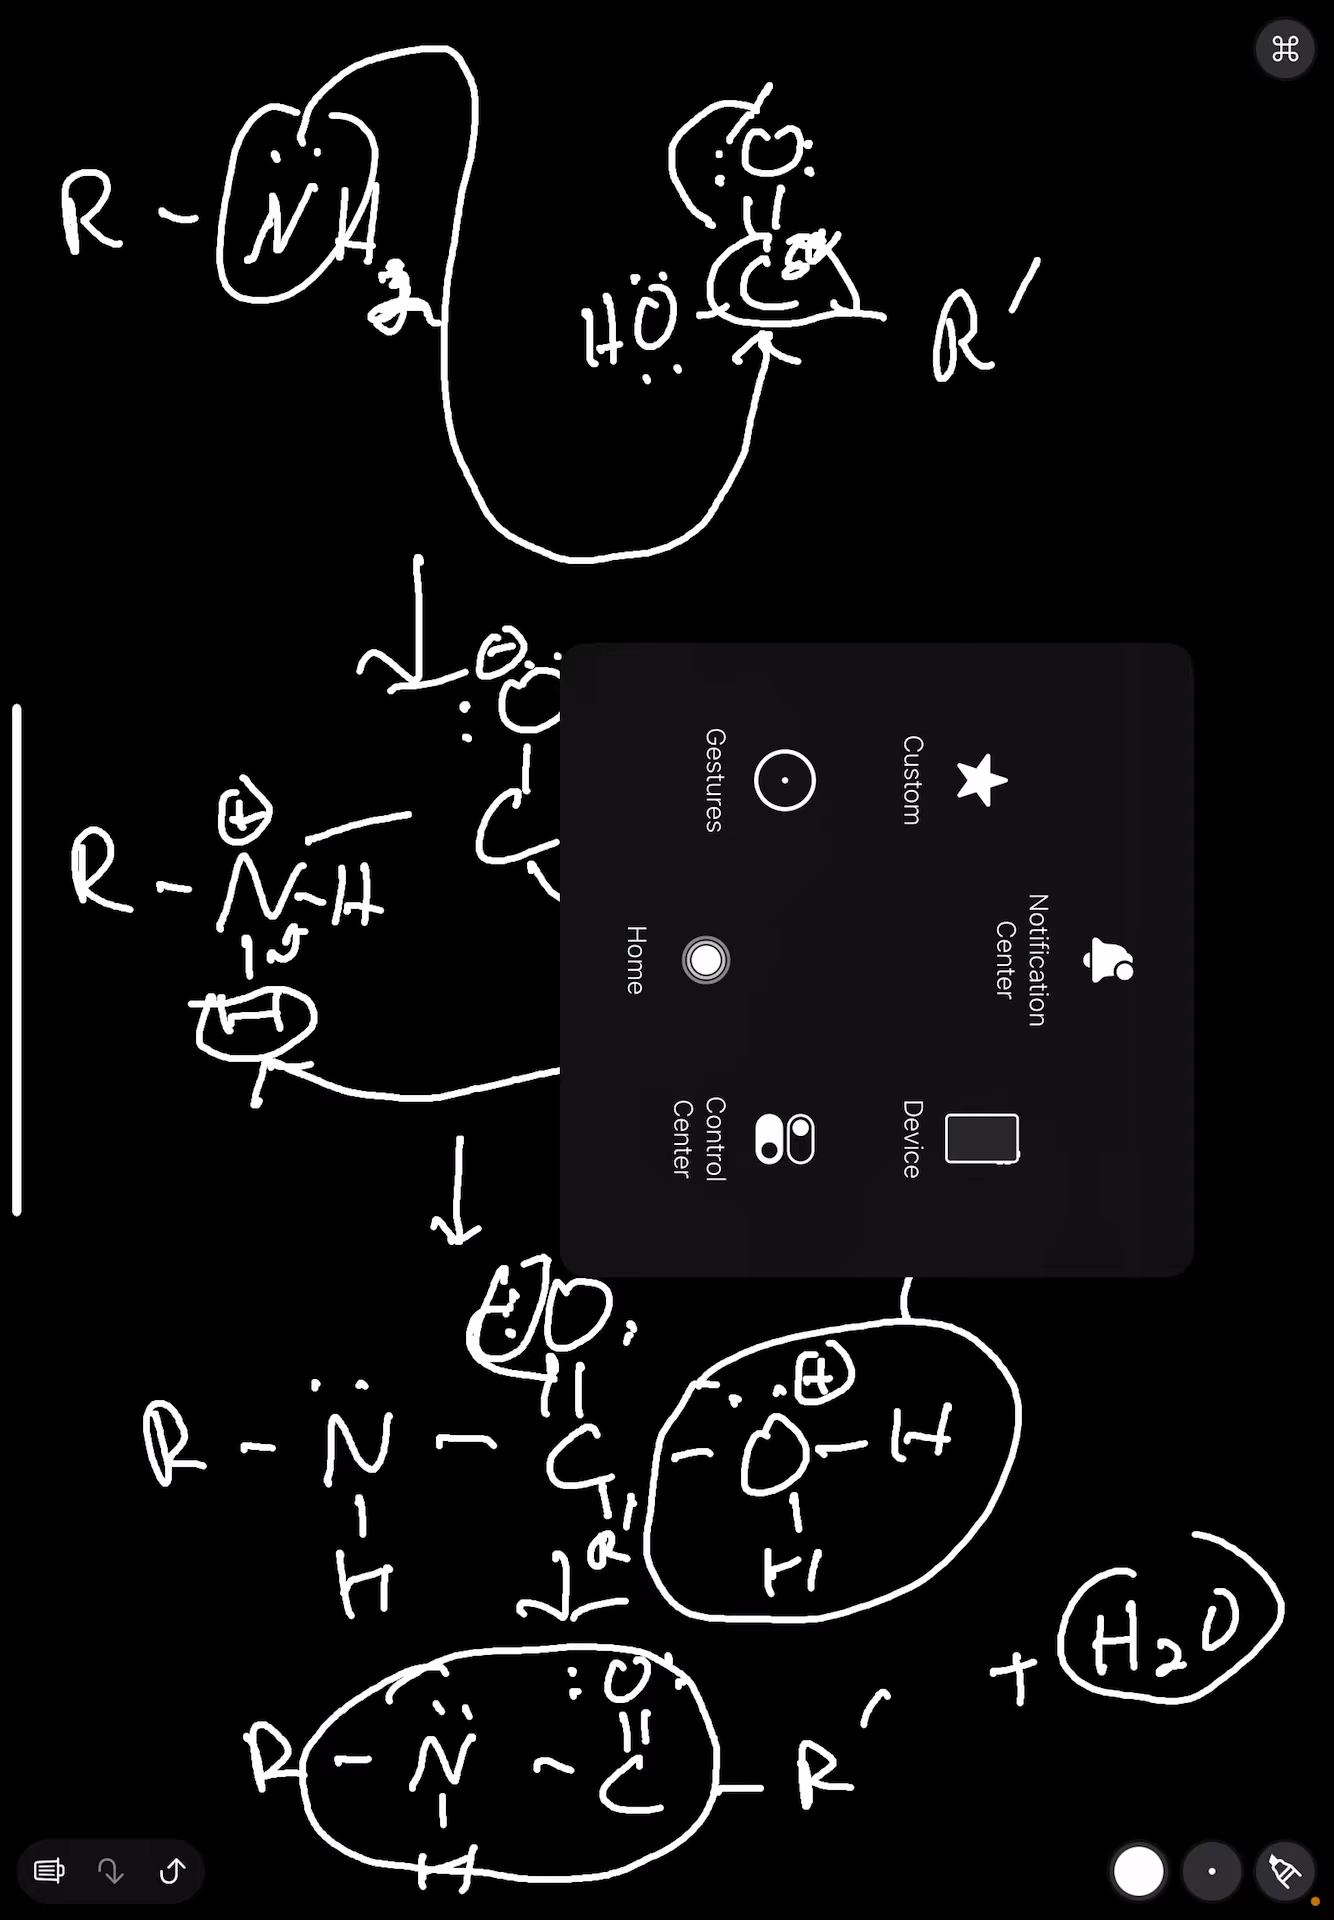 R - NH2
O
HO C δ+ R'
⊖
O
C
⊕
R - N - H
H
Custom
Gestures
Notification
Center
Home
Device
Control
Center
O
R - N - C - O - H
⊕
H R' H
+ H2O
O
R - N - C - R'
H